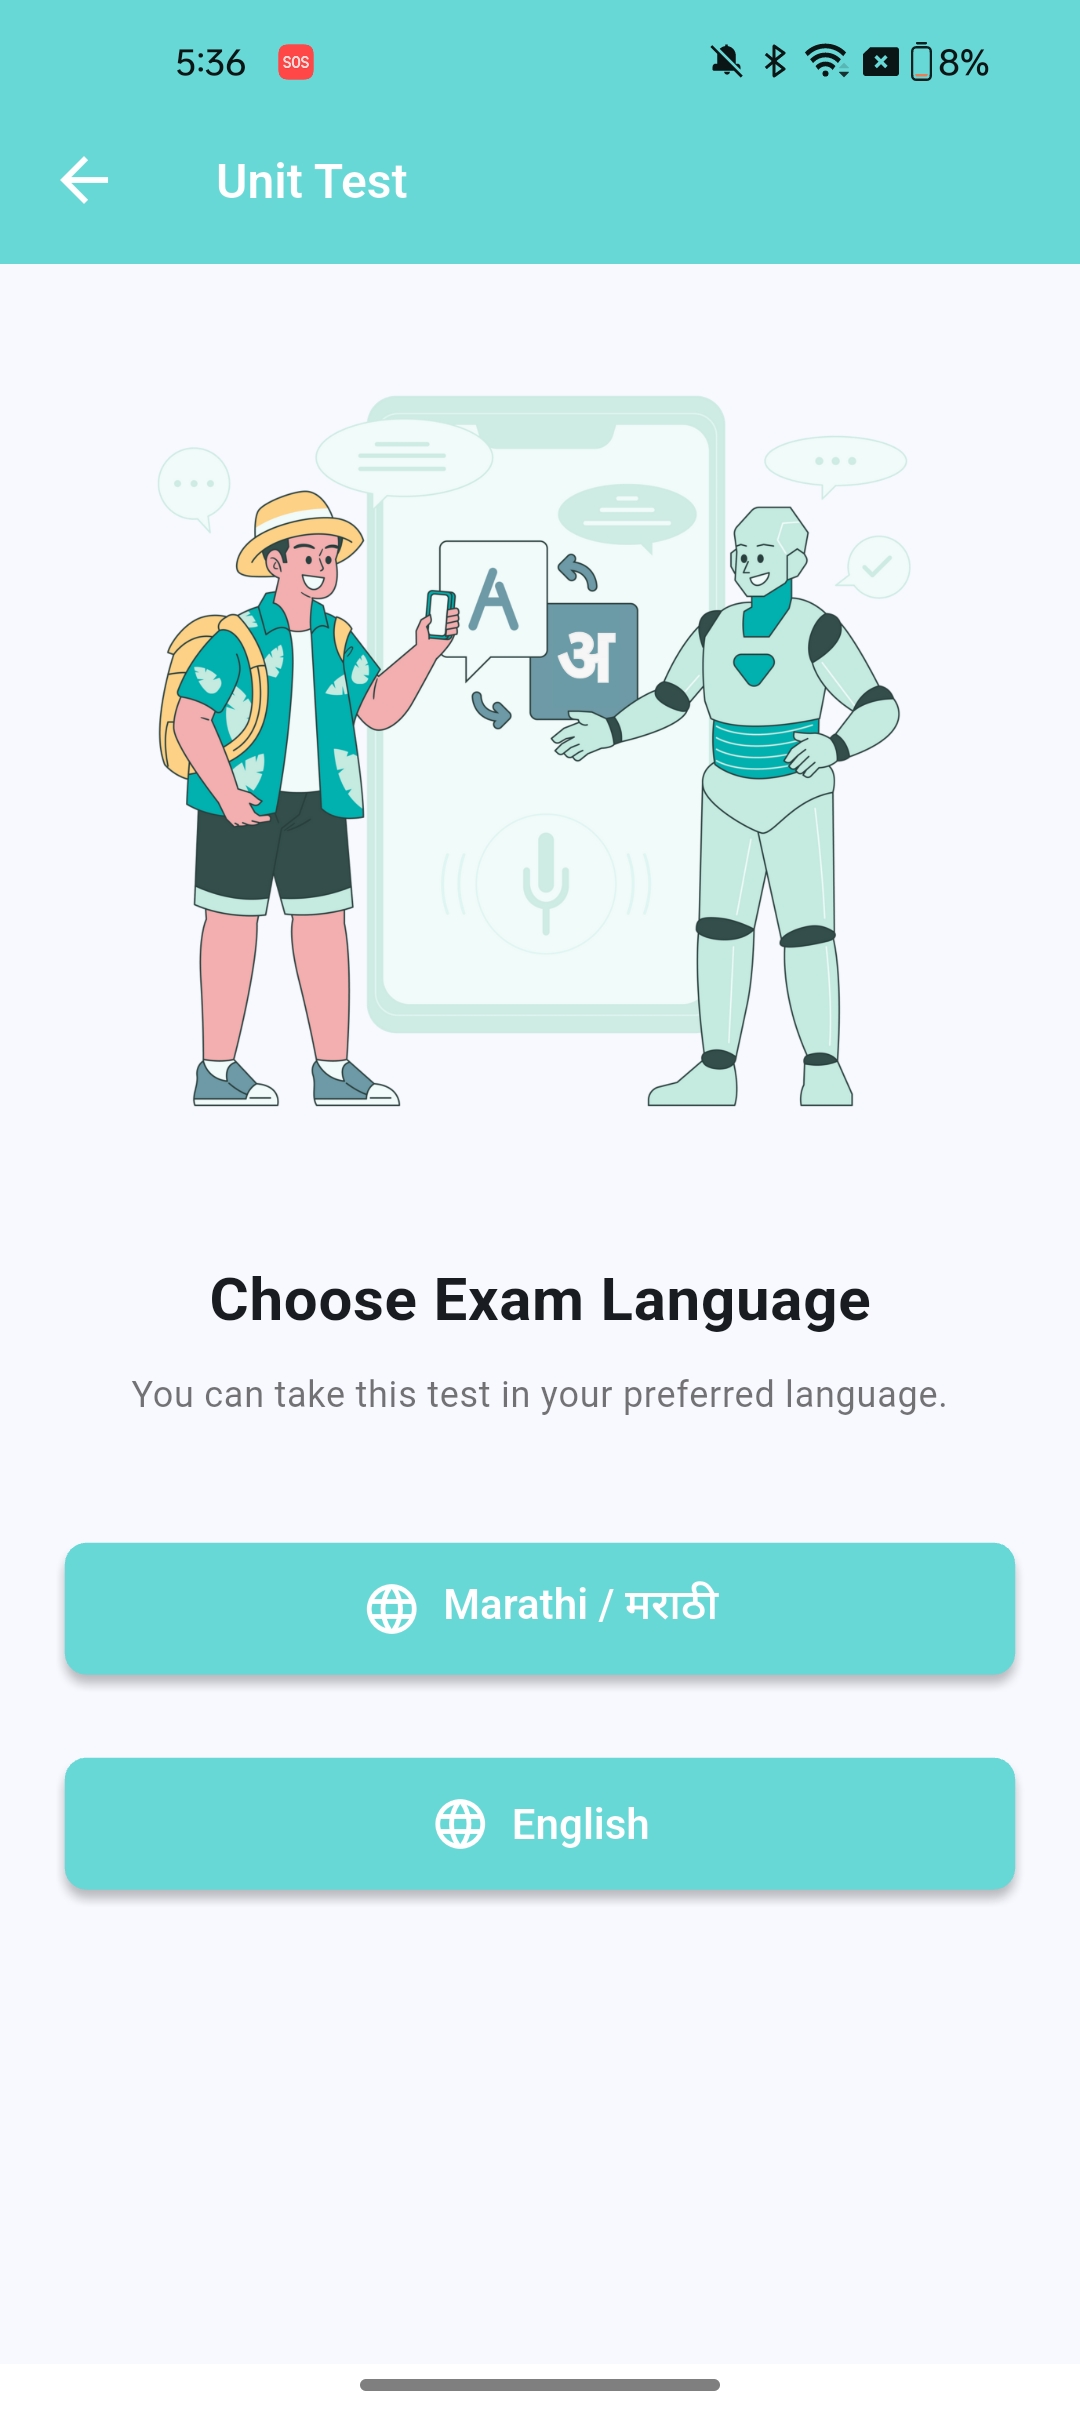 5:36 SOS 8%
Unit Test
A
अ
Choose Exam Language
You can take this test in your preferred language.
Marathi / मराठी
English